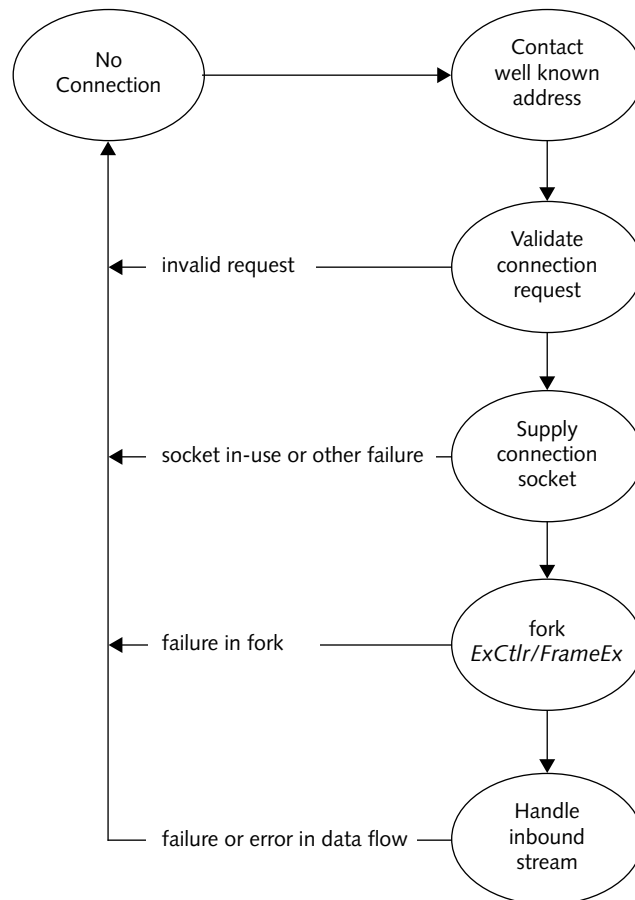 No
Connection
Contact
well known
address
invalid request
Validate
connection
request
socket in-use or other failure
Supply
connection
socket
failure in fork
fork
ExCtlr/FrameEx
failure or error in data flow
Handle
inbound
stream